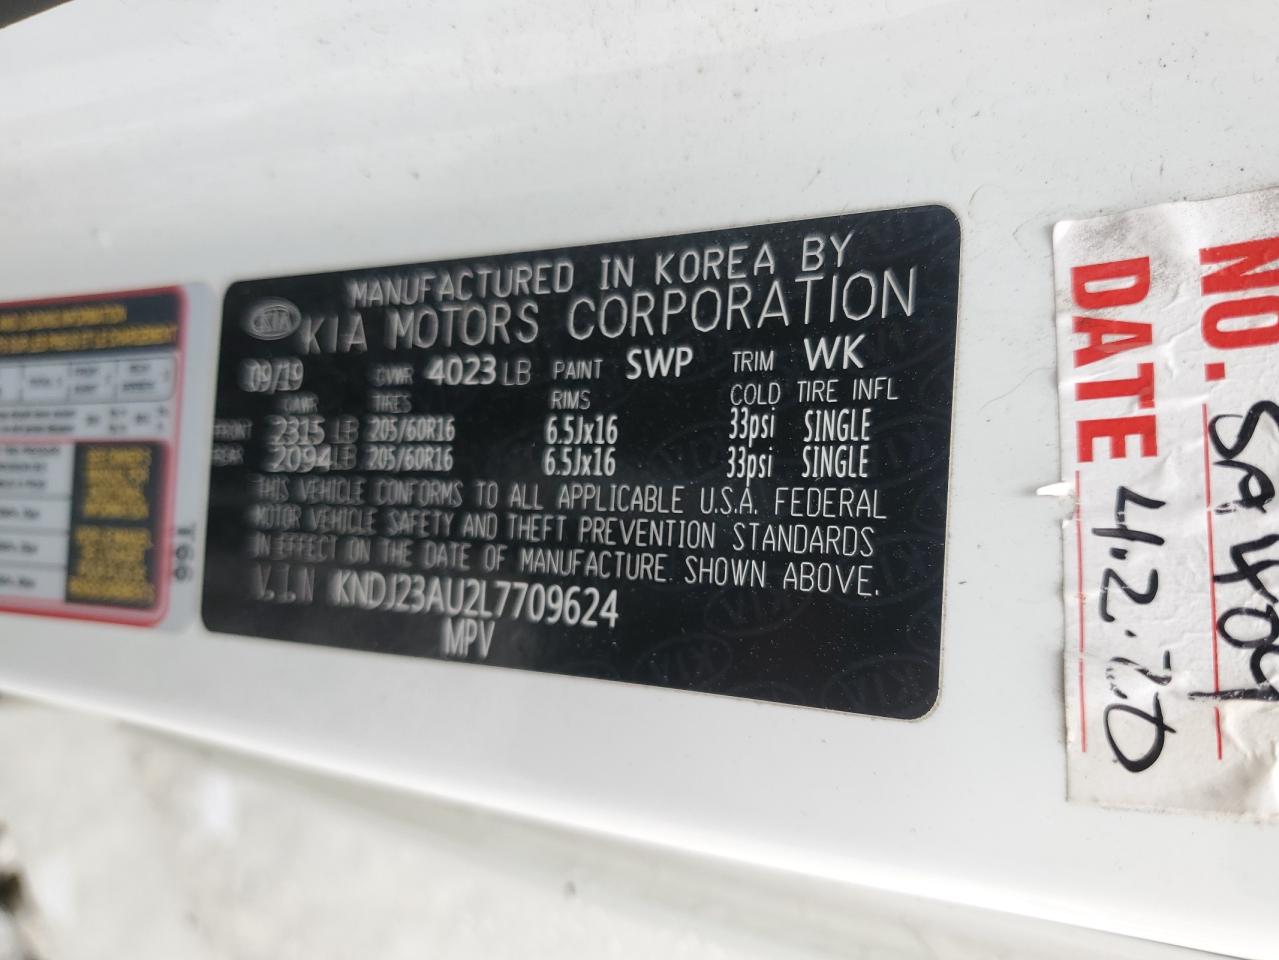 MANUFACTURED IN KOREA BY
KIA KIA MOTORS CORPORATION
09/19 GVWR 4023 LB PAINT SWP TRIM WK
GAWR TIRES RIMS COLD TIRE INFL
FRONT 2315 LB 205/60R16 6.5Jx16 33psi SINGLE
REAR 2094 LB 205/60R16 6.5Jx16 33psi SINGLE
THIS VEHICLE CONFORMS TO ALL APPLICABLE U.S.A. FEDERAL
MOTOR VEHICLE SAFETY AND THEFT PREVENTION STANDARDS
IN EFFECT ON THE DATE OF MANUFACTURE SHOWN ABOVE.
V.I.N KNDJ23AU2L7709624
MPV
991
NO.
DATE 4.2.20